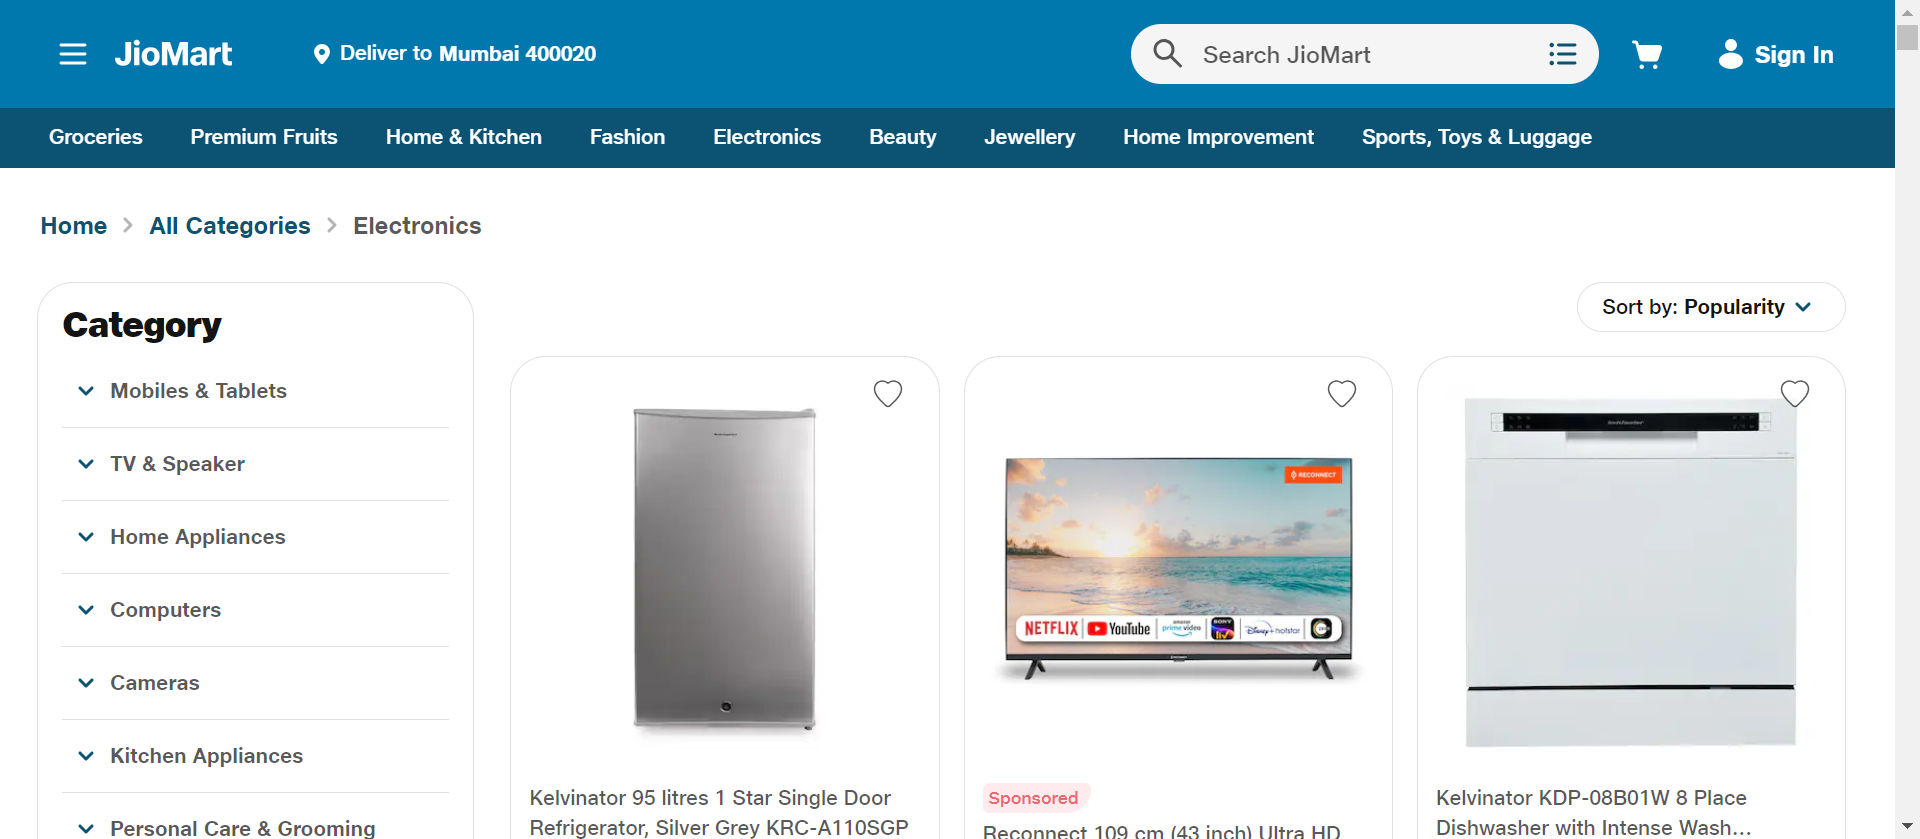 JioMart
Deliver to Mumbai 400020
Search JioMart
Sign In
Groceries
Premium Fruits
Home & Kitchen
Fashion
Electronics
Beauty
Jewellery
Home Improvement
Sports, Toys & Luggage
Home
All Categories
Electronics
Category
Mobiles & Tablets
TV & Speaker
Home Appliances
Computers
Cameras
Kitchen Appliances
Personal Care & Grooming
Sort by: Popularity
Kelvinator 95 litres 1 Star Single Door
Refrigerator, Silver Grey KRC-A110SGP
RECONNECT
NETFLIX
YouTube
amazon
prime video
SONY
liv
Disney+ hotstar
Sponsored
Reconnect 109 cm (43 inch) Ultra HD
Kelvinator KDP-08B01W 8 Place
Dishwasher with Intense Wash...